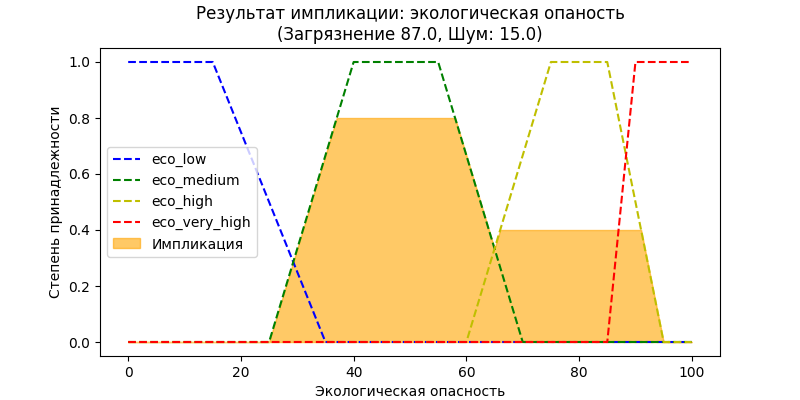 Результат импликации: экологическая опаность
(Загрязнение 87.0, Шум: 15.0)
Степень принадлежности
1.0
0.8
0.6
0.4
0.2
0.0
eco_low
eco_medium
eco_high
eco_very_high
Импликация
0
20
40
60
80
100
Экологическая опасность